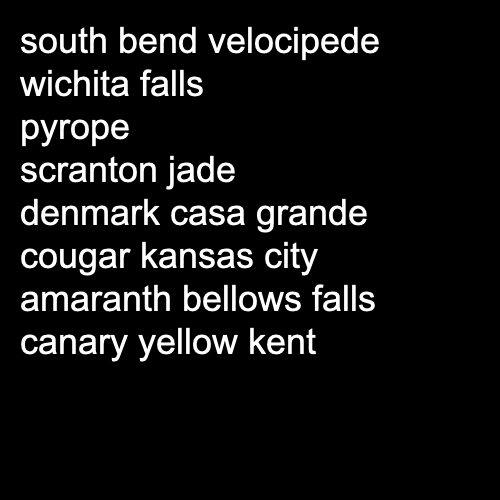 south bend velocipede
wichita falls
pyrope
scranton jade
denmark casa grande
cougar kansas city
amaranth bellows falls
canary yellow kent